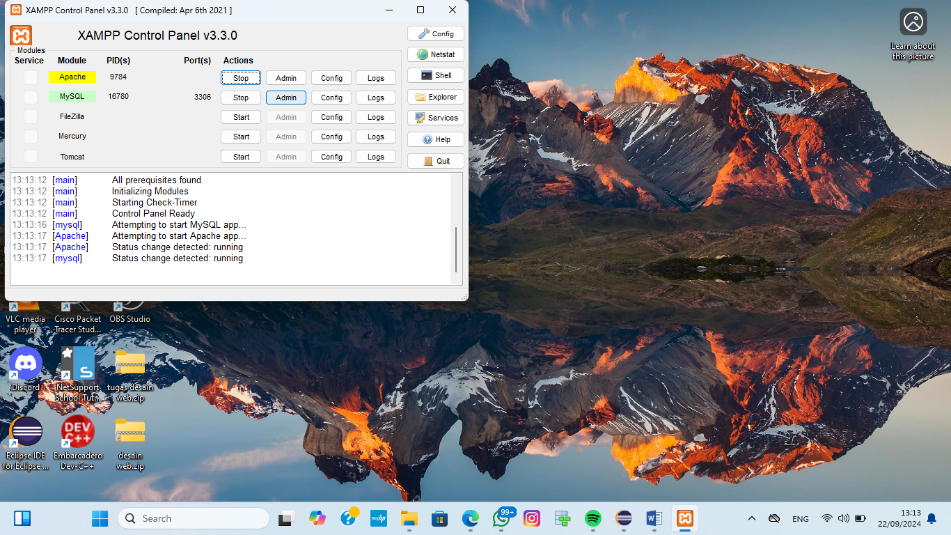 XAMPP Control Panel v3.3.0 [ Compiled: Apr 6th 2021 ]
XAMPP Control Panel v3.3.0
Config
Modules
Service Module PID(s) Port(s) Actions
Netstat
Apache 9784 Stop Admin Config Logs
Shell
MySQL 16780 3306 Stop Admin Config Logs
Explorer
FileZilla Start Admin Config Logs
Services
Mercury Start Admin Config Logs
Help
Tomcat Start Admin Config Logs
Quit
13:13:12 [main] All prerequisites found
13:13:12 [main] Initializing Modules
13:13:12 [main] Starting Check-Timer
13:13:12 [main] Control Panel Ready
13:13:16 [mysql] Attempting to start MySQL app...
13:13:17 [Apache] Attempting to start Apache app...
13:13:17 [Apache] Status change detected: running
13:13:17 [mysql] Status change detected: running
Learn about
this picture
VLC media
player
Cisco Packet
Tracer Stud...
OBS Studio
Discord
NetSupport
School Tuto...
tugas desain
web.zip
Eclipse IDE
for Eclipse ...
DEV
C++
Embarcadero
Dev-C++
desain
web.zip
Search
99+
ENG
13:13
22/09/2024